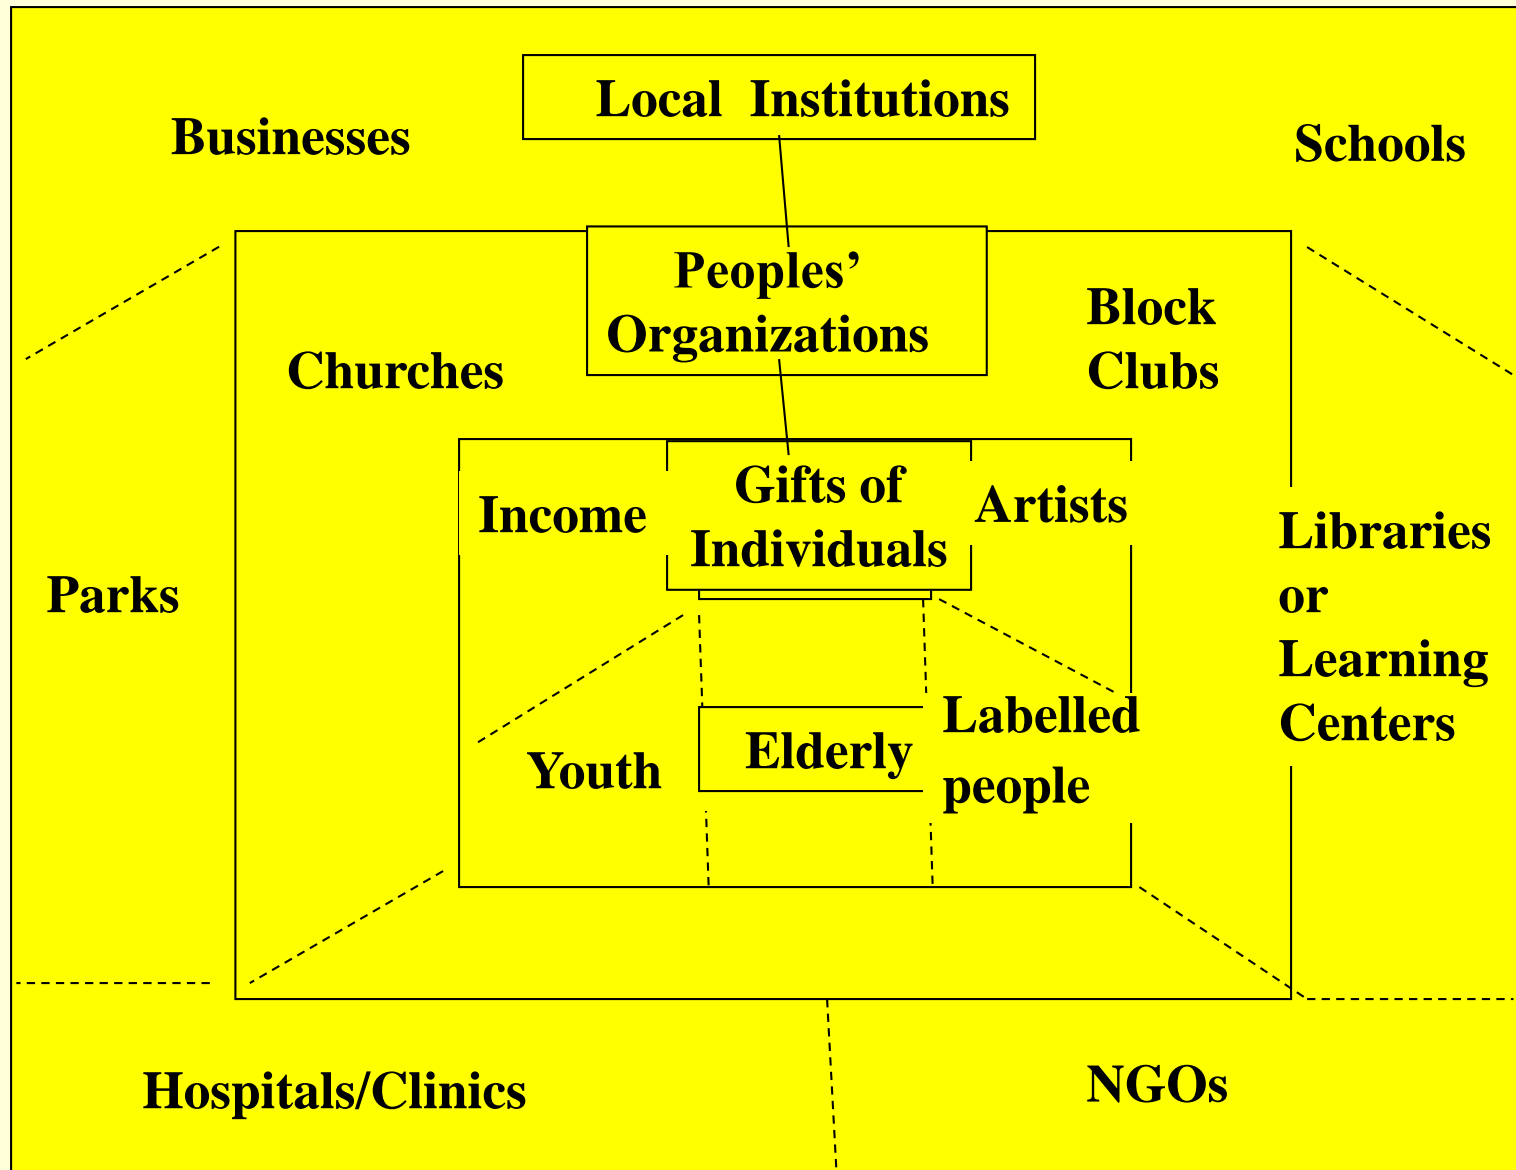 Local Institutions
Businesses
Schools
Peoples’
Organizations
Block
Clubs
Churches
Gifts of
Individuals
Income
Artists
Libraries
or
Learning
Centers
Parks
Labelled
people
Elderly
Youth
Hospitals/Clinics
NGOs